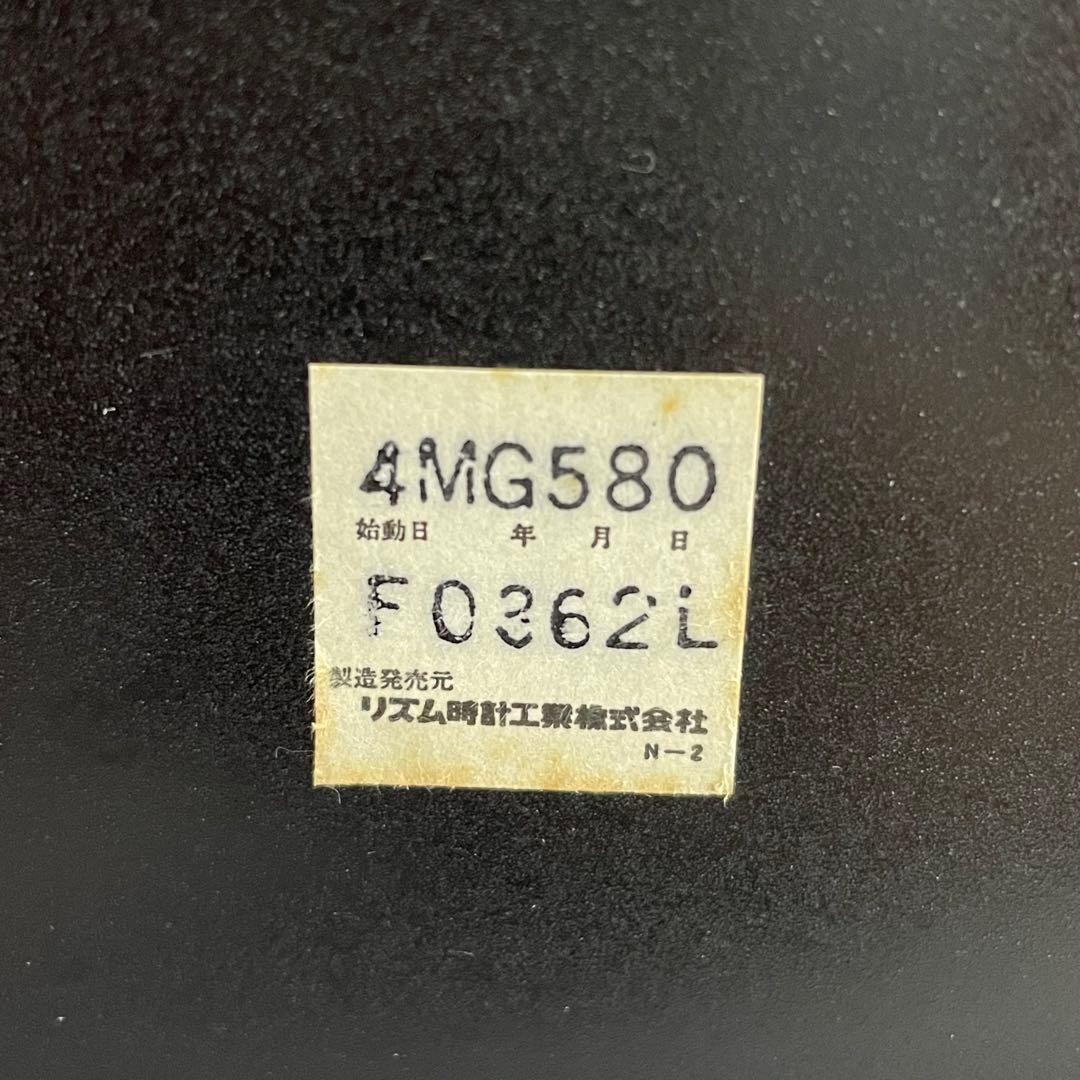 4MG580
始動日 年 月 日
F0362L
製造発売元
リズム時計工業株式会社
N-2